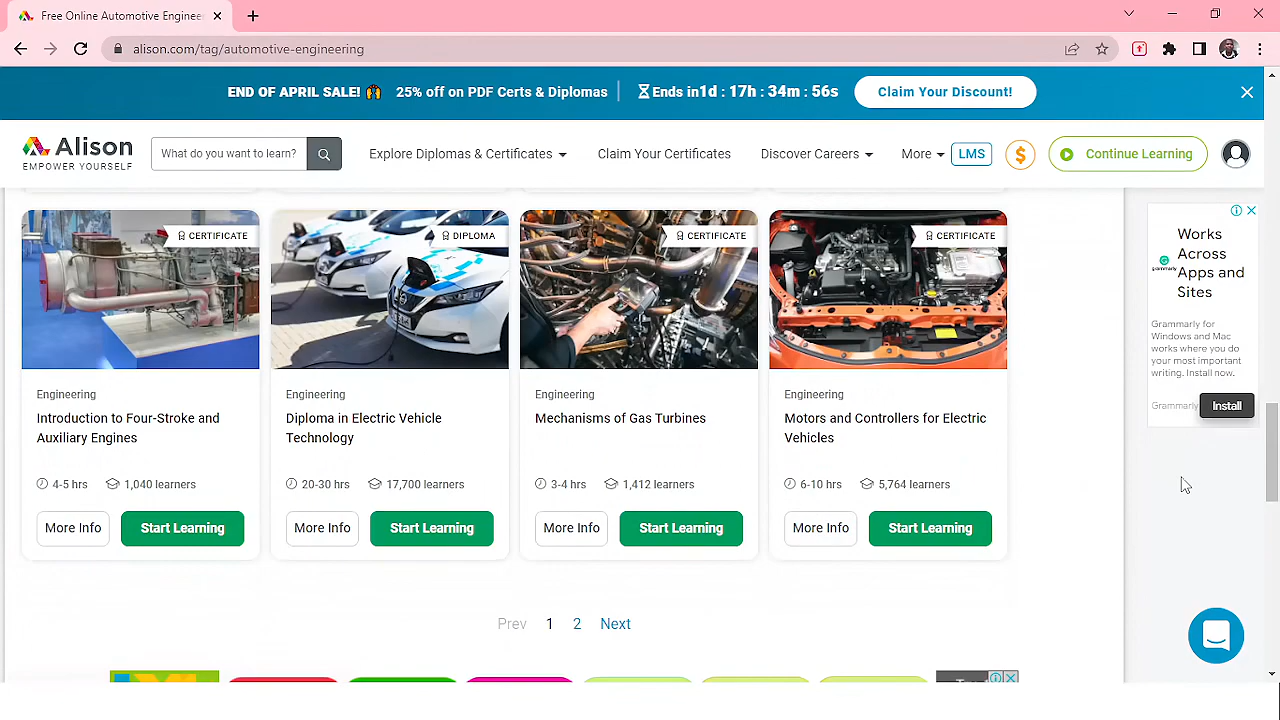 Free Online Automotive Enginee
alison.com/tag/automotive-engineering
END OF APRIL SALE! 🙌 25% off on PDF Certs & Diplomas Ends in1d : 17h : 34m : 56s Claim Your Discount!
Alison
EMPOWER YOURSELF
What do you want to learn?
Explore Diplomas & Certificates
Claim Your Certificates
Discover Careers
More
LMS
Continue Learning
CERTIFICATE
Engineering
Introduction to Four-Stroke and
Auxiliary Engines
4-5 hrs 1,040 learners
More Info Start Learning
DIPLOMA
Engineering
Diploma in Electric Vehicle
Technology
20-30 hrs 17,700 learners
More Info Start Learning
CERTIFICATE
Engineering
Mechanisms of Gas Turbines
3-4 hrs 1,412 learners
More Info Start Learning
CERTIFICATE
Engineering
Motors and Controllers for Electric
Vehicles
6-10 hrs 5,764 learners
More Info Start Learning
Works
Across
Apps and
Sites
grammarly
Grammarly for
Windows and Mac
works where you do
your most important
writing. Install now.
Grammarly Install
Prev 1 2 Next